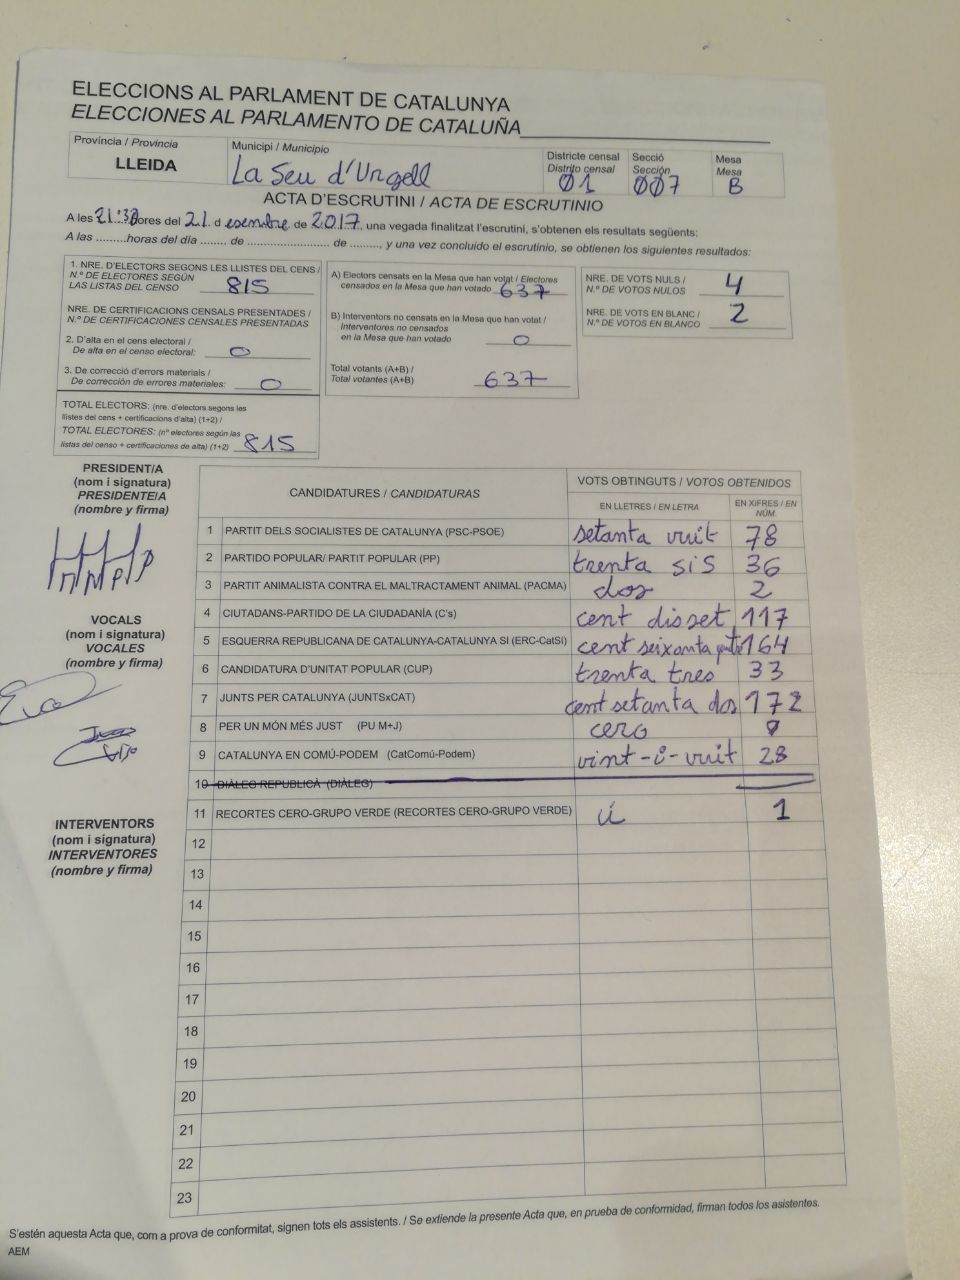 ELECCIONS AL PARLAMENT DE CATALUNYA
ELECCIONES AL PARLAMENTO DE CATALUÑA
Província / Provincia
LLEIDA
Municipi / Municipio
La Seu d'Urgell
Districte censal
Distrito censal
01
Secció
Sección
007
Mesa
Mesa
B
ACTA D'ESCRUTINI / ACTA DE ESCRUTINIO
A les 21:30 hores del 21 d esembre de 2017, una vegada finalitzat l'escrutini, s'obtenen els resultats següents:
A las .........horas del día ........ de ......................... de ........., y una vez concluido el escrutinio, se obtienen los siguientes resultados:
1. NRE. D'ELECTORS SEGONS LES LLISTES DEL CENS /
N.º DE ELECTORES SEGÚN
LAS LISTAS DEL CENSO 815
NRE. DE CERTIFICACIONS CENSALS PRESENTADES /
N.º DE CERTIFICACIONES CENSALES PRESENTADAS
2. D'alta en el cens electoral /
De alta en el censo electoral: 0
3. De correcció d'errors materials /
De corrección de errores materiales: 0
TOTAL ELECTORS: (nre. d'electors segons les
llistes del cens + certificacions d'alta) (1+2) /
TOTAL ELECTORES: (nº electores según las
listas del censo + certificaciones de alta) (1+2) 815
A) Electors censats en la Mesa que han votat / Electores
censados en la Mesa que han votado 637
B) Interventors no censats en la Mesa que han votat /
Interventores no censados
en la Mesa que han votado 0
Total votants (A+B) /
Total votantes (A+B) 637
NRE. DE VOTS NULS /
N.º DE VOTOS NULOS 4
NRE. DE VOTS EN BLANC /
N.º DE VOTOS EN BLANCO 2
PRESIDENT/A
(nom i signatura)
PRESIDENTE/A
(nombre y firma)
VOCALS
(nom i signatura)
VOCALES
(nombre y firma)
INTERVENTORS
(nom i signatura)
INTERVENTORES
(nombre y firma)
CANDIDATURES / CANDIDATURAS
VOTS OBTINGUTS / VOTOS OBTENIDOS
EN LLETRES / EN LETRA
EN XIFRES / EN
NÚM.
1 PARTIT DELS SOCIALISTES DE CATALUNYA (PSC-PSOE) setanta vuit 78
2 PARTIDO POPULAR/ PARTIT POPULAR (PP) trenta sis 36
3 PARTIT ANIMALISTA CONTRA EL MALTRACTAMENT ANIMAL (PACMA) dos 2
4 CIUTADANS-PARTIDO DE LA CIUDADANÍA (C's) cent disset 117
5 ESQUERRA REPUBLICANA DE CATALUNYA-CATALUNYA SI (ERC-CatSI) cent seixanta 164
6 CANDIDATURA D'UNITAT POPULAR (CUP) trenta tres 33
7 JUNTS PER CATALUNYA (JUNTSxCAT) cent setanta dos 172
8 PER UN MÓN MÉS JUST (PU M+J) cero 0
9 CATALUNYA EN COMÚ-PODEM (CatComú-Podem) vint-i-vuit 28
10 DIÀLEG REPUBLICÀ (DIÀLEG)
11 RECORTES CERO-GRUPO VERDE (RECORTES CERO-GRUPO VERDE) ú 1
12
13
14
15
16
17
18
19
20
21
22
23
S'estén aquesta Acta que, com a prova de conformitat, signen tots els assistents. / Se extiende la presente Acta que, en prueba de conformidad, firman todos los asistentes.
AEM